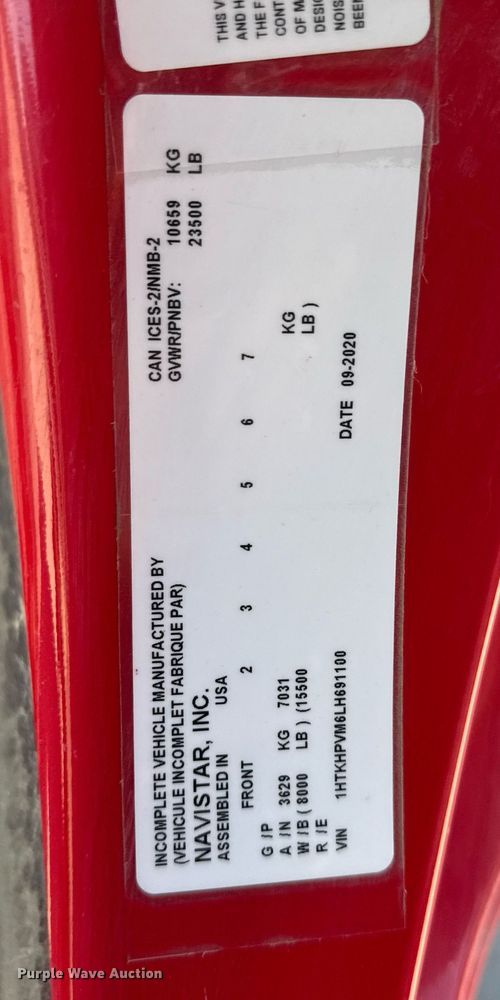 INCOMPLETE VEHICLE MANUFACTURED BY
(VEHICULE INCOMPLET FABRIQUE PAR)
NAVISTAR, INC.
ASSEMBLED IN USA
CAN ICES-2/NMB-2
GVWR/PNBV: 10659 KG
23500 LB
FRONT 2 3 4 5 6 7
G /P
A /N 3629 KG 7031 KG
W /B ( 8000 LB ) (15500 LB )
R /E
VIN 1HTKHPVM6LH691100
DATE 09-2020
THIS V
AND H
THE F
CONT
OF M
DESIG
NOIS
BEEN
Purple Wave Auction